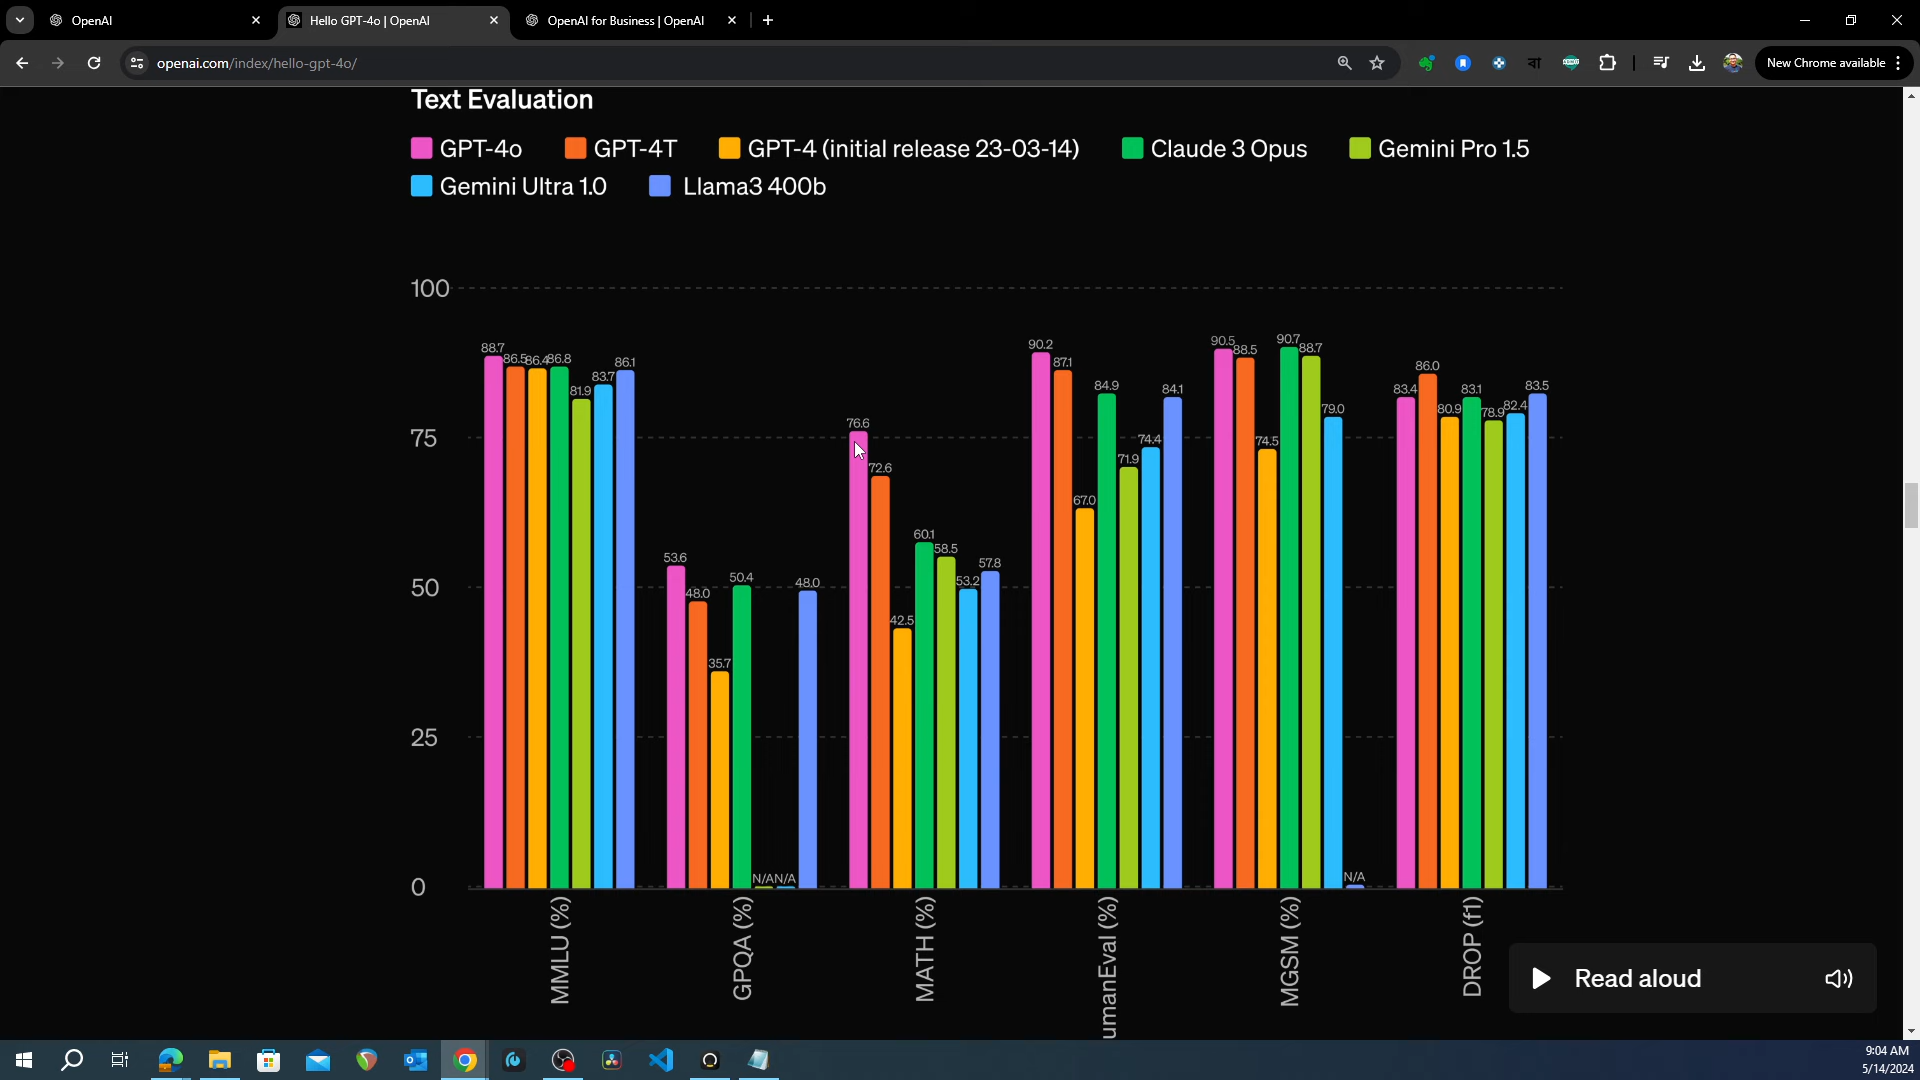 OpenAI
Hello GPT-4o | OpenAI
OpenAI for Business | OpenAI
openai.com/index/hello-gpt-4o/
বা
New Chrome available
Text Evaluation
GPT-4o GPT-4T GPT-4 (initial release 23-03-14) Claude 3 Opus Gemini Pro 1.5
Gemini Ultra 1.0 Llama3 400b
100
75
50
25
0
88.7 86.5 86.4 86.8 81.9 83.7 86.1
53.6 48.0 35.7 50.4 N/A N/A 48.0
76.6 72.6 42.5 60.1 58.5 53.2 57.8
90.2 87.1 67.0 84.9 71.9 74.4 84.1
90.5 88.5 74.5 90.7 88.7 79.0 N/A
83.4 86.0 80.9 83.1 78.9 82.4 83.5
MMLU (%)
GPQA (%)
MATH (%)
umanEval (%)
MGSM (%)
DROP (f1)
Read aloud
9:04 AM
5/14/2024